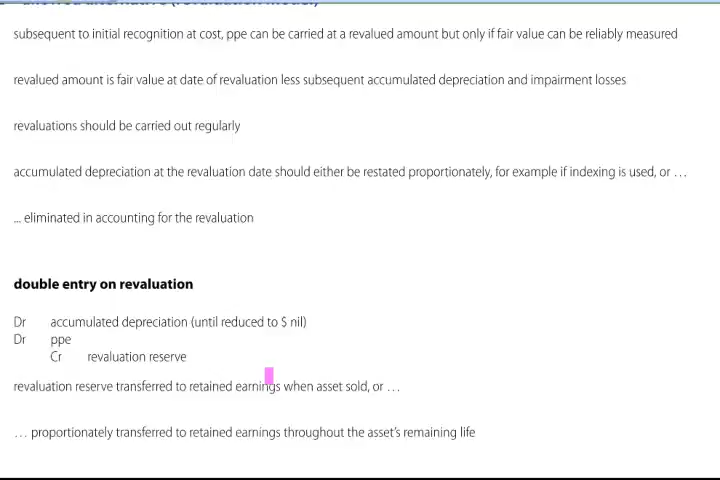 subsequent to initial recognition at cost, ppe can be carried at a revalued amount but only if fair value can be reliably measured
revalued amount is fair value at date of revaluation less subsequent accumulated depreciation and impairment losses
revaluations should be carried out regularly
accumulated depreciation at the revaluation date should either be restated proportionately, for example if indexing is used, or …
... eliminated in accounting for the revaluation
double entry on revaluation
Dr accumulated depreciation (until reduced to $ nil)
Dr ppe
Cr revaluation reserve
revaluation reserve transferred to retained earnings when asset sold, or …
… proportionately transferred to retained earnings throughout the asset's remaining life